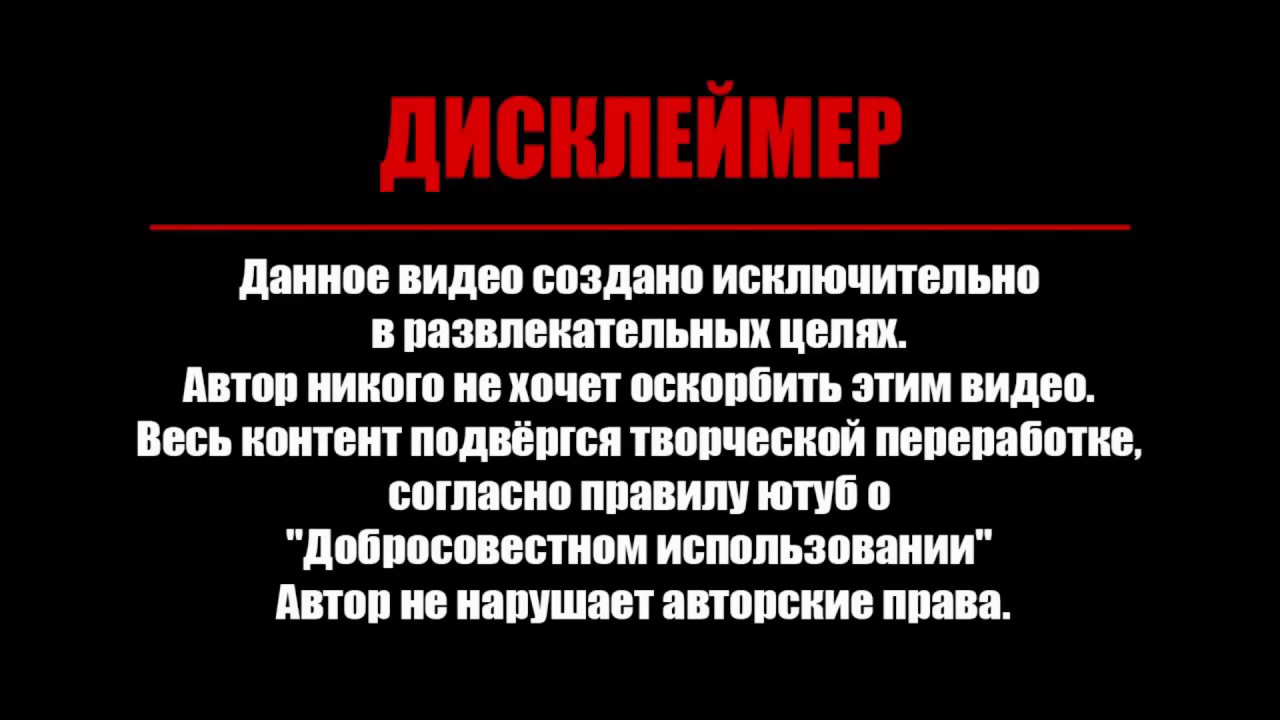 ДИСКЛЕЙМЕР
Данное видео создано исключительно
в развлекательных целях.
Автор никого не хочет оскорбить этим видео.
Весь контент подвёргся творческой переработке,
согласно правилу ютуб о
"Добросовестном использовании"
Автор не нарушает авторские права.